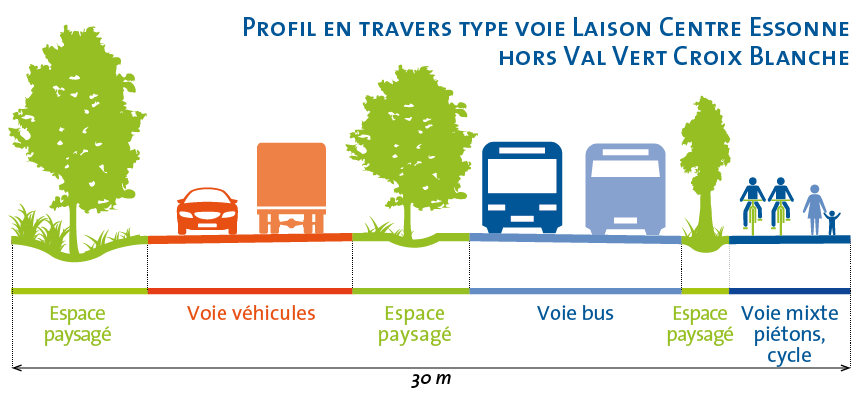 PROFIL EN TRAVERS TYPE VOIE LAISON CENTRE ESSONNE
HORS VAL VERT CROIX BLANCHE
Espace
paysagé
Voie véhicules
Espace
paysagé
Voie bus
Espace
paysagé
Voie mixte
piétons,
cycle
30 m